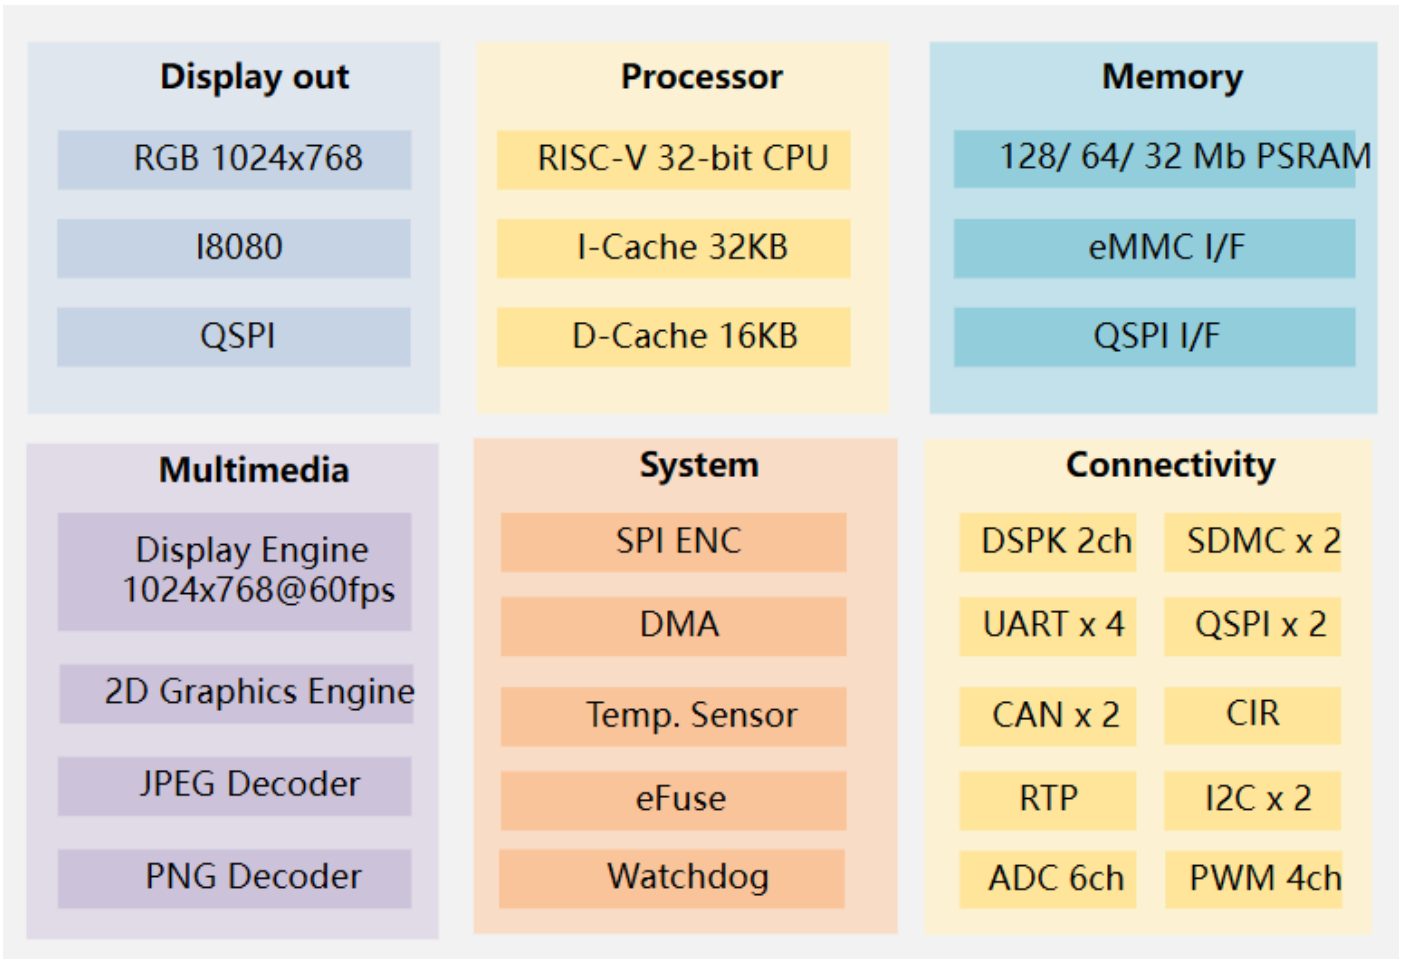 Display out
RGB 1024x768
I8080
QSPI
Processor
RISC-V 32-bit CPU
I-Cache 32KB
D-Cache 16KB
Memory
128/ 64/ 32 Mb PSRAM
eMMC I/F
QSPI I/F
Multimedia
Display Engine
1024x768@60fps
2D Graphics Engine
JPEG Decoder
PNG Decoder
System
SPI ENC
DMA
Temp. Sensor
eFuse
Watchdog
Connectivity
DSPK 2ch
SDMC x 2
UART x 4
QSPI x 2
CAN x 2
CIR
RTP
I2C x 2
ADC 6ch
PWM 4ch